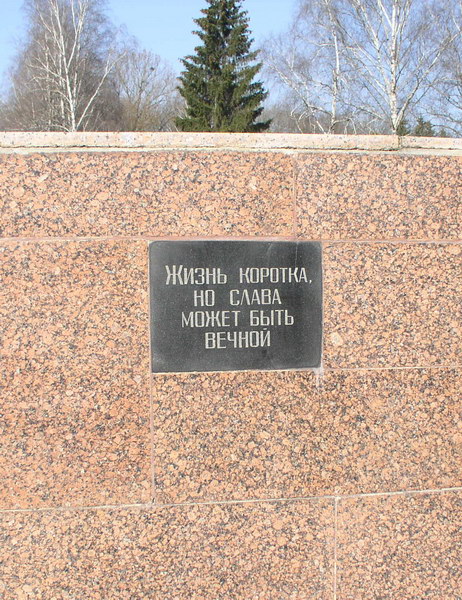 Жизнь коротка,
но слава
может быть
вечной